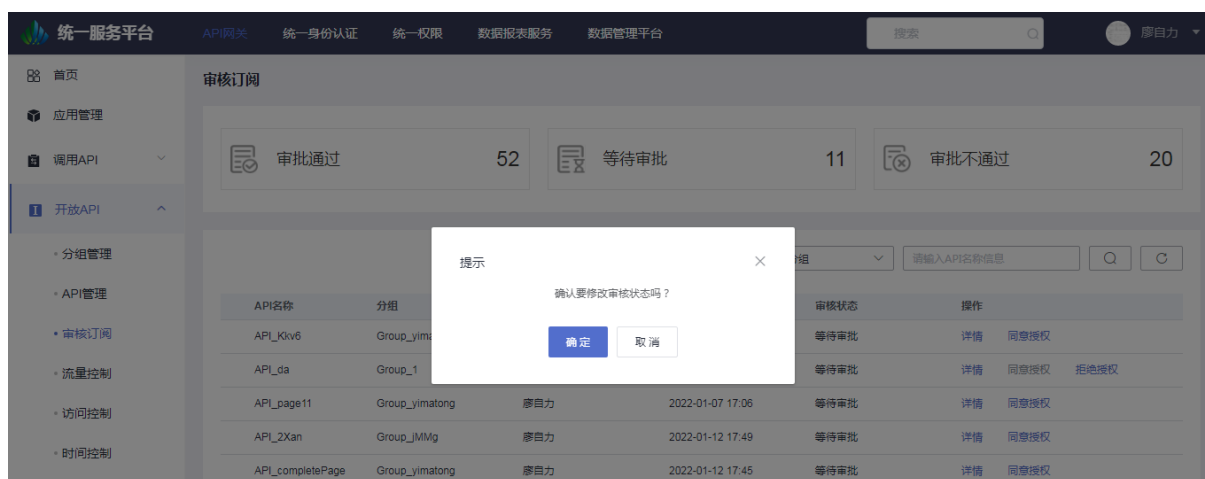 统一服务平台 API网关 统一身份认证 统一权限 数据报表服务 数据管理平台 搜索 廖自力
首页
审核订阅
应用管理
调用API
审批通过 52 等待审批 11 审批不通过 20
开放API
分组管理
提示
组 请输入API名称信息
API管理
确认要修改审核状态吗？
API名称 分组 审核状态 操作
审核订阅
API_Kkv6 Group_yima 等待审批 详情 同意授权
确定 取消
流量控制
API_da Group_1 等待审批 详情 同意授权 拒绝授权
访问控制
API_page11 Group_yimatong 廖自力 2022-01-07 17:06 等待审批 详情 同意授权
API_2Xan Group_jMMg 廖自力 2022-01-12 17:49 等待审批 详情 同意授权
时间控制
API_completePage Group_yimatong 廖自力 2022-01-12 17:45 等待审批 详情 同意授权